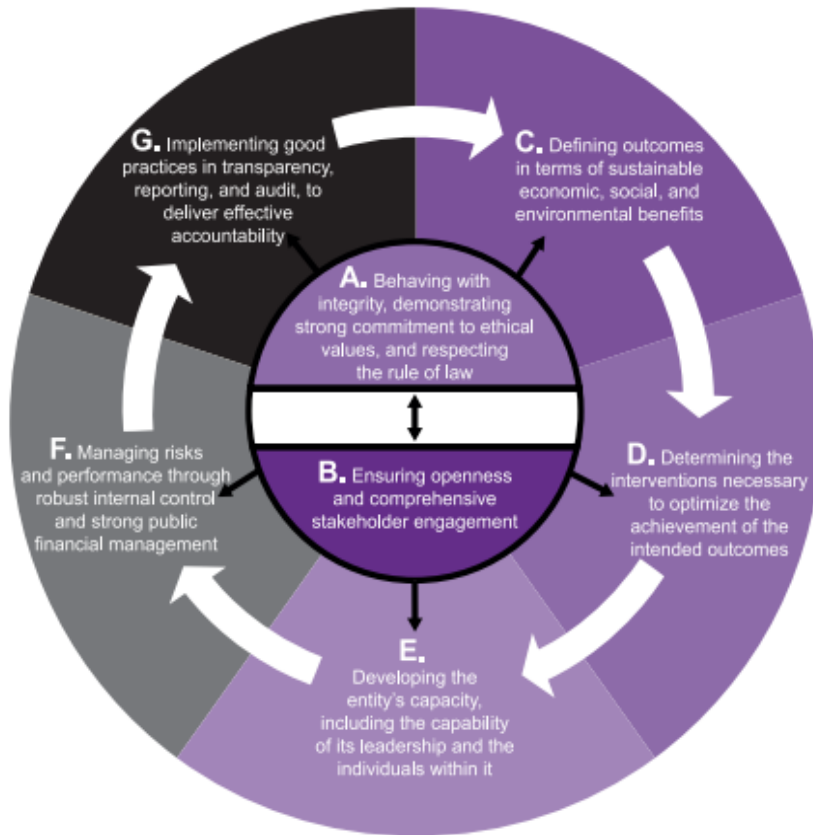 A. Behaving with
integrity, demonstrating
strong commitment to ethical
values, and respecting
the rule of law
B. Ensuring openness
and comprehensive
stakeholder engagement
C. Defining outcomes
in terms of sustainable
economic, social, and
environmental benefits
D. Determining the
interventions necessary
to optimize the
achievement of the
intended outcomes
E.
Developing the
entity's capacity,
including the capability
of its leadership and the
individuals within it
F. Managing risks
and performance through
robust internal control
and strong public
financial management
G. Implementing good
practices in transparency,
reporting, and audit, to
deliver effective
accountability